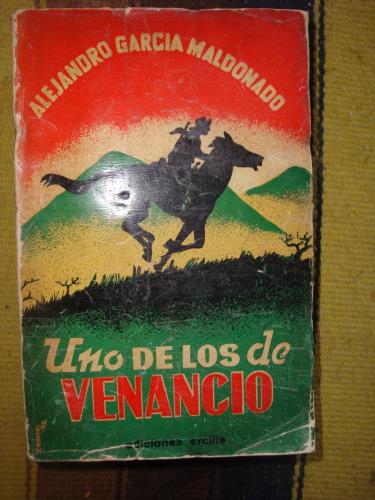 ALEJANDRO GARCIA MALDONADO
Uno DE LOS de
VENANCIO
ediciones ercilla